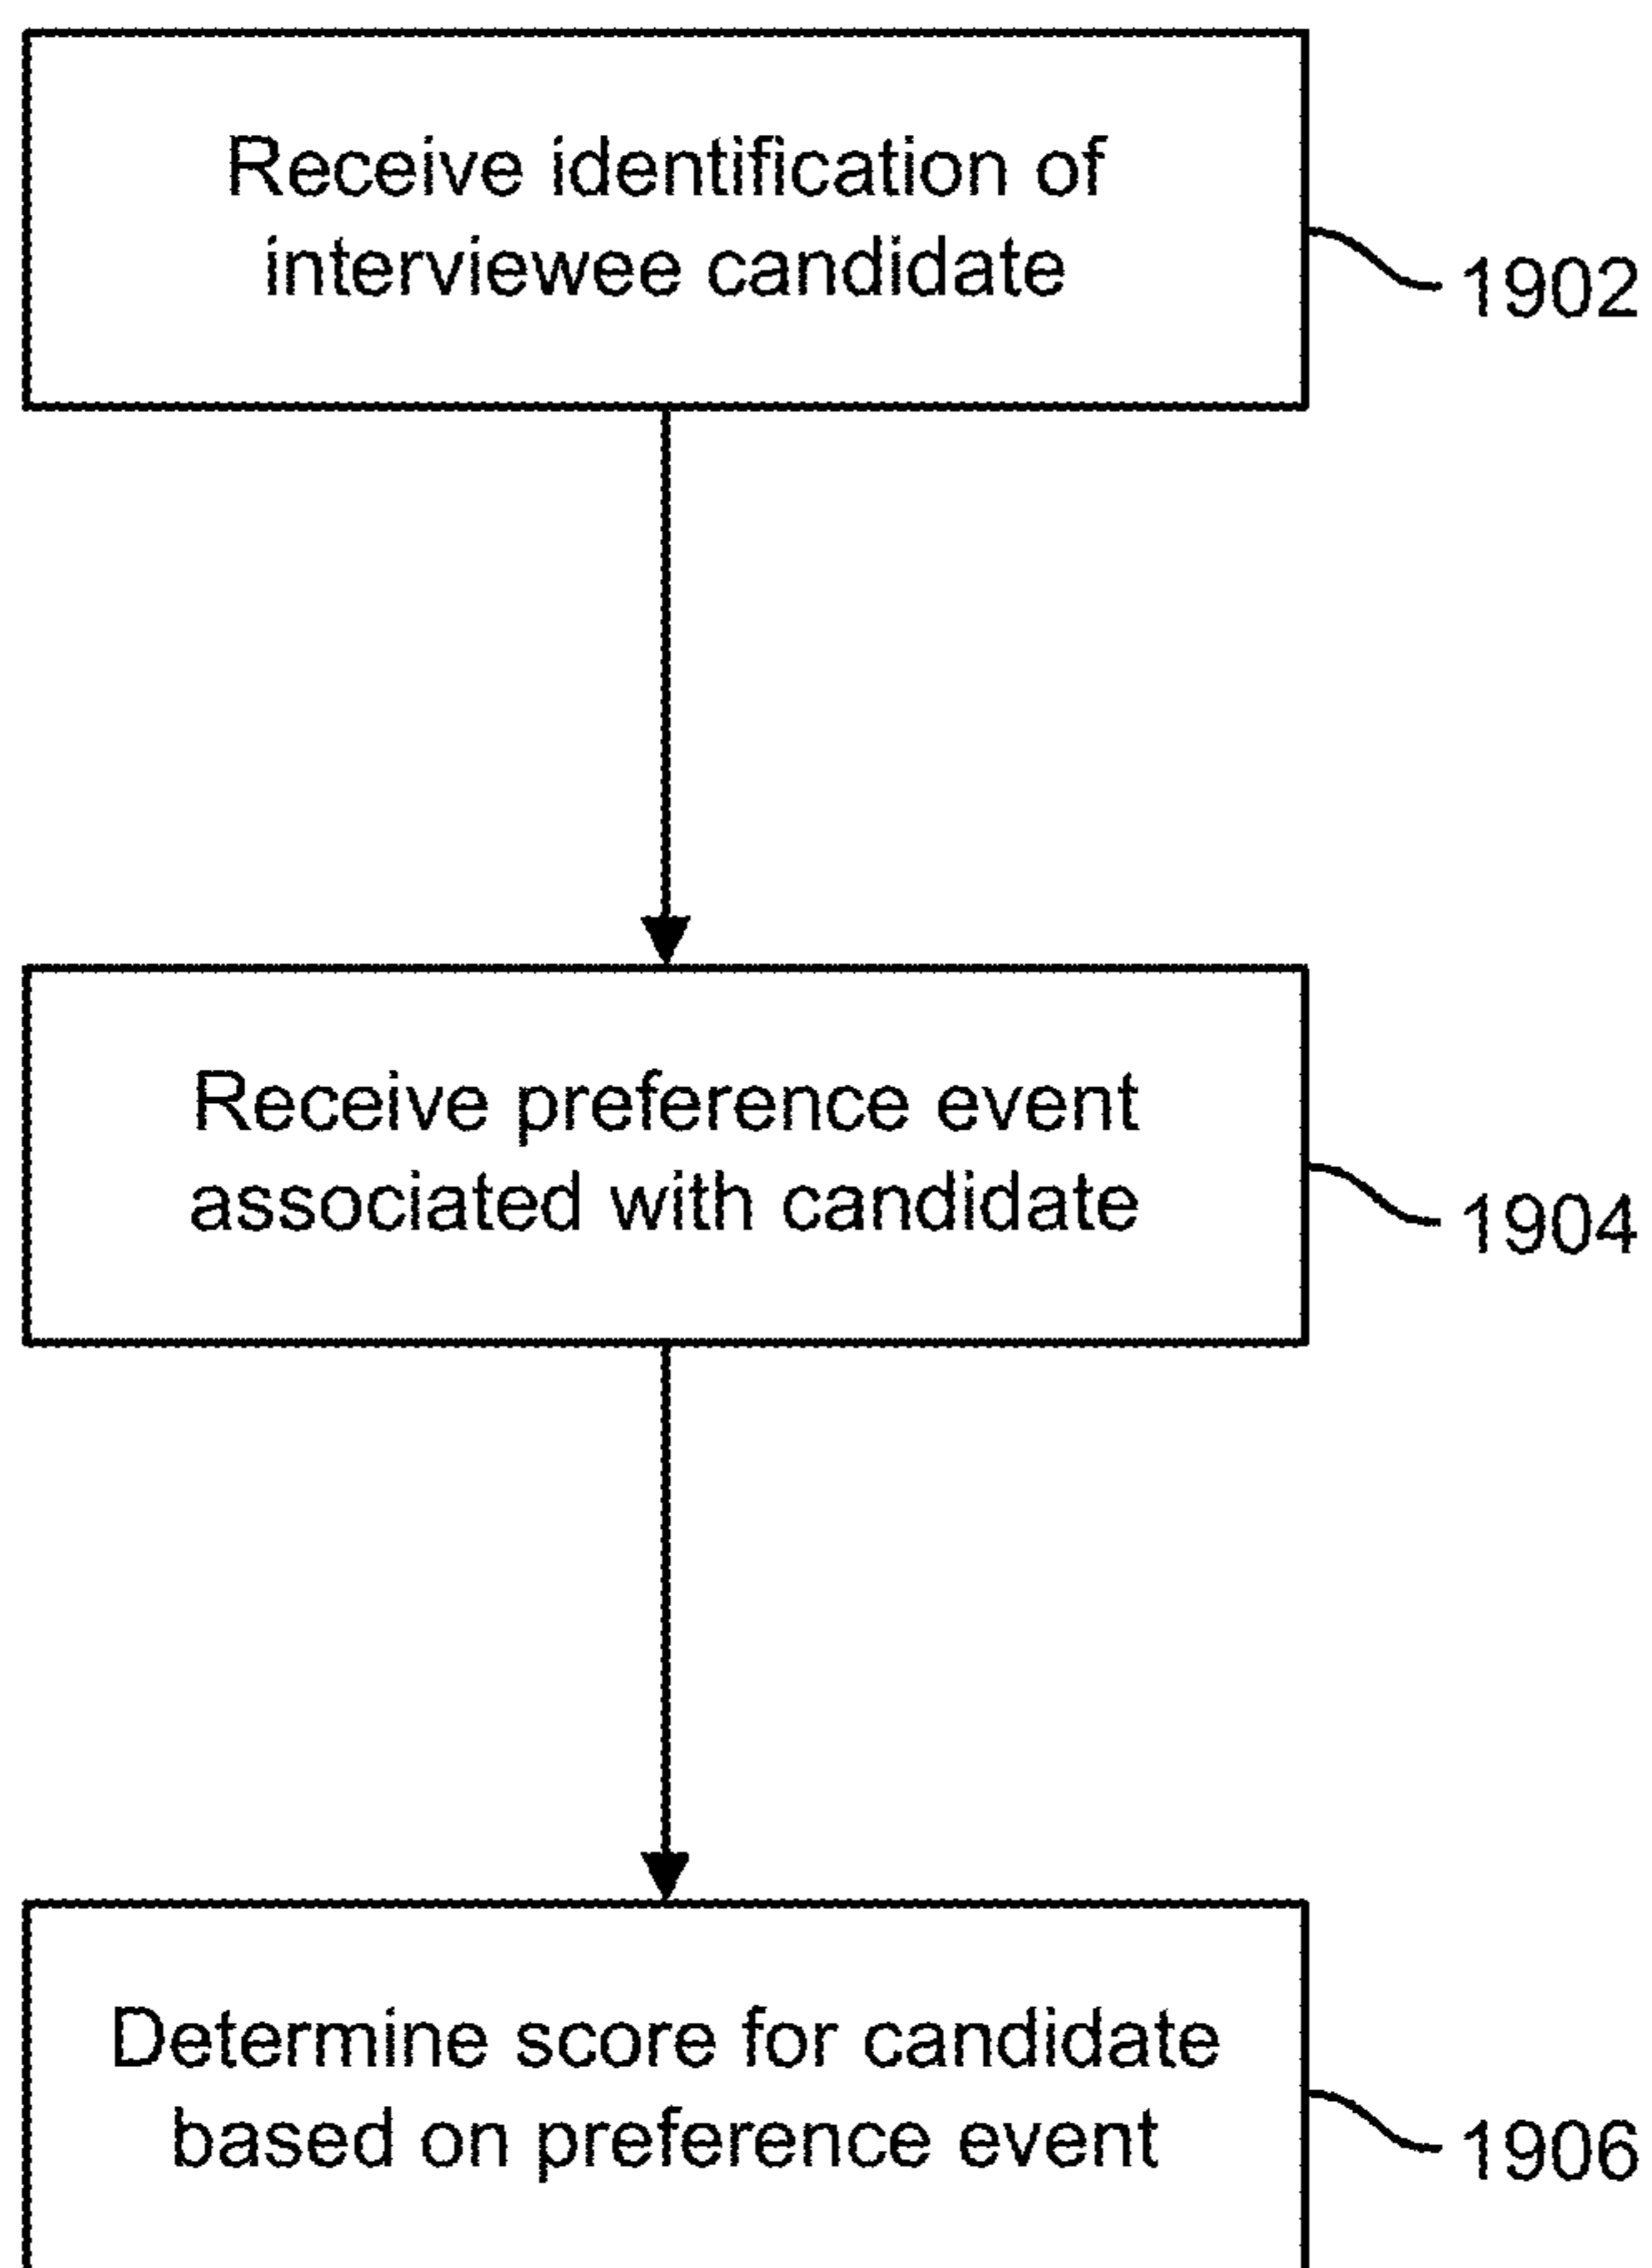 Receive identification of
interviewee candidate
1902
Receive preference event
associated with candidate
1904
Determine score for candidate
based on preference event
1906